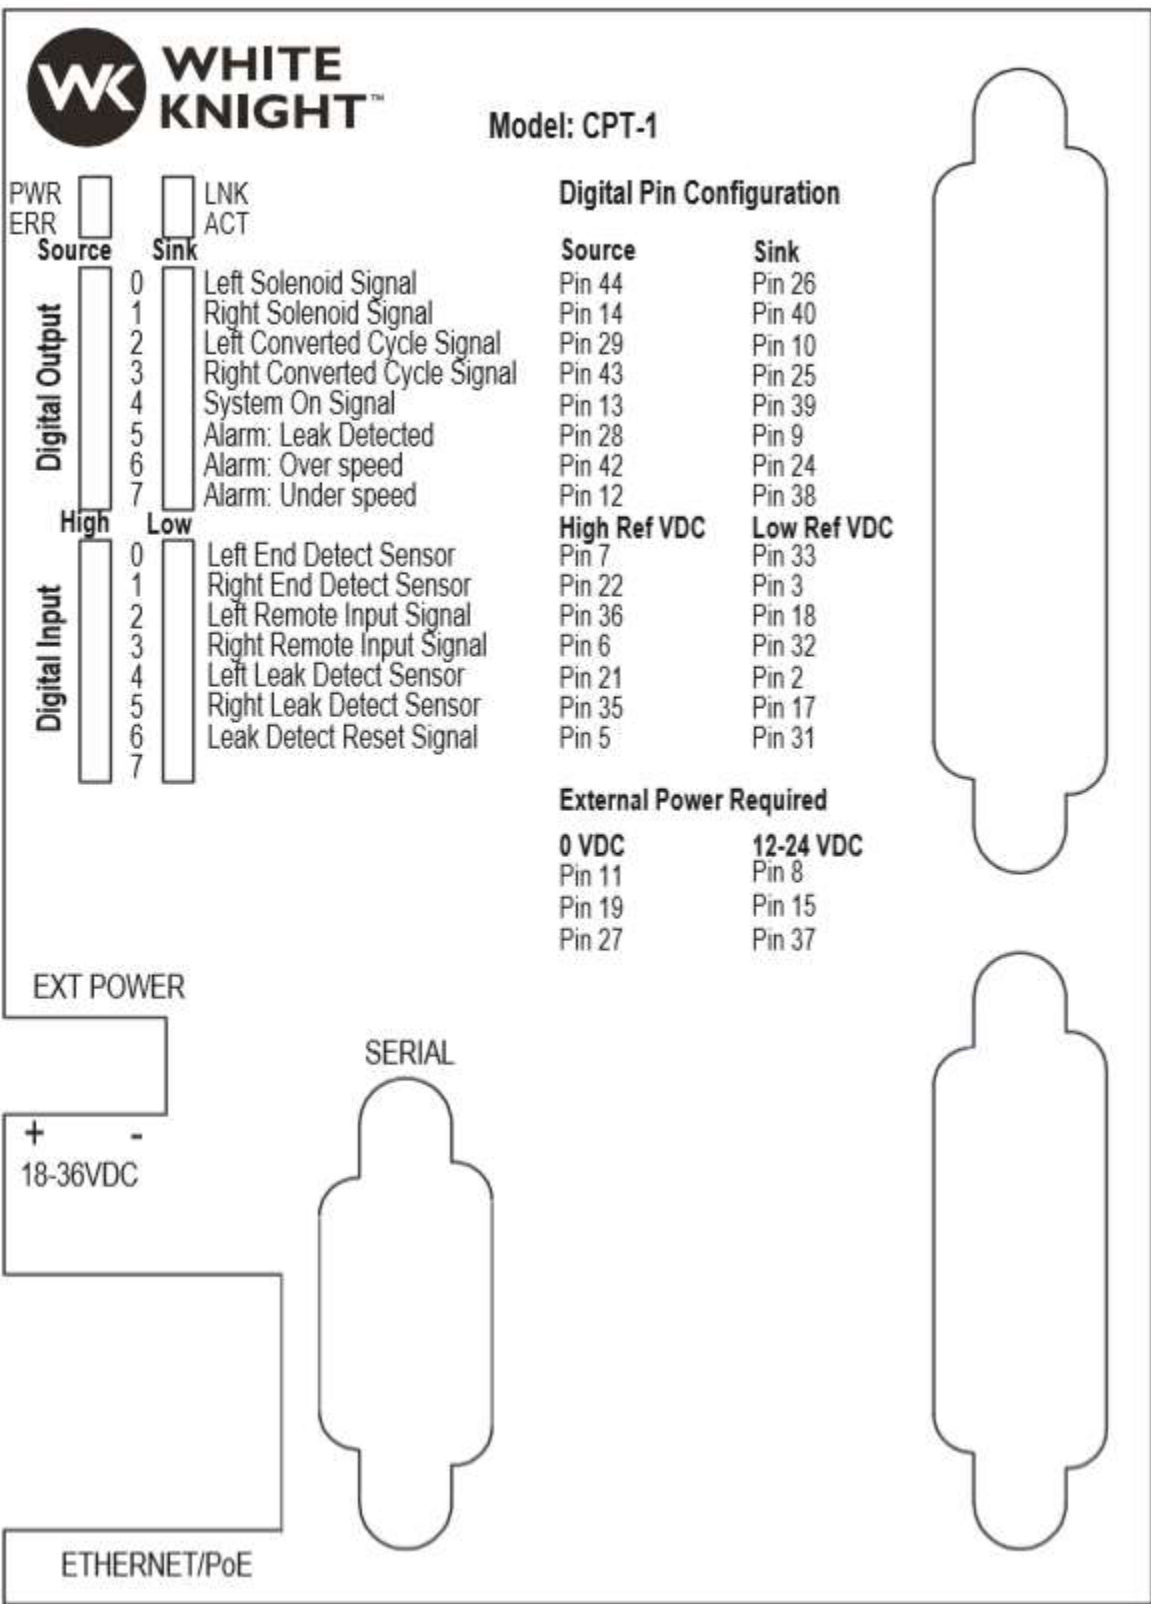 WK WHITE KNIGHT™
Model: CPT-1
PWR LNK
ERR ACT
Digital Pin Configuration
Source Sink Source Sink
Digital Output
0 Left Solenoid Signal Pin 44 Pin 26
1 Right Solenoid Signal Pin 14 Pin 40
2 Left Converted Cycle Signal Pin 29 Pin 10
3 Right Converted Cycle Signal Pin 43 Pin 25
4 System On Signal Pin 13 Pin 39
5 Alarm: Leak Detected Pin 28 Pin 9
6 Alarm: Over speed Pin 42 Pin 24
7 Alarm: Under speed Pin 12 Pin 38
High Low High Ref VDC Low Ref VDC
Digital Input
0 Left End Detect Sensor Pin 7 Pin 33
1 Right End Detect Sensor Pin 22 Pin 3
2 Left Remote Input Signal Pin 36 Pin 18
3 Right Remote Input Signal Pin 6 Pin 32
4 Left Leak Detect Sensor Pin 21 Pin 2
5 Right Leak Detect Sensor Pin 35 Pin 17
6 Leak Detect Reset Signal Pin 5 Pin 31
7
External Power Required
0 VDC 12-24 VDC
Pin 11 Pin 8
Pin 19 Pin 15
Pin 27 Pin 37
EXT POWER
+ -
18-36VDC
SERIAL
ETHERNET/PoE